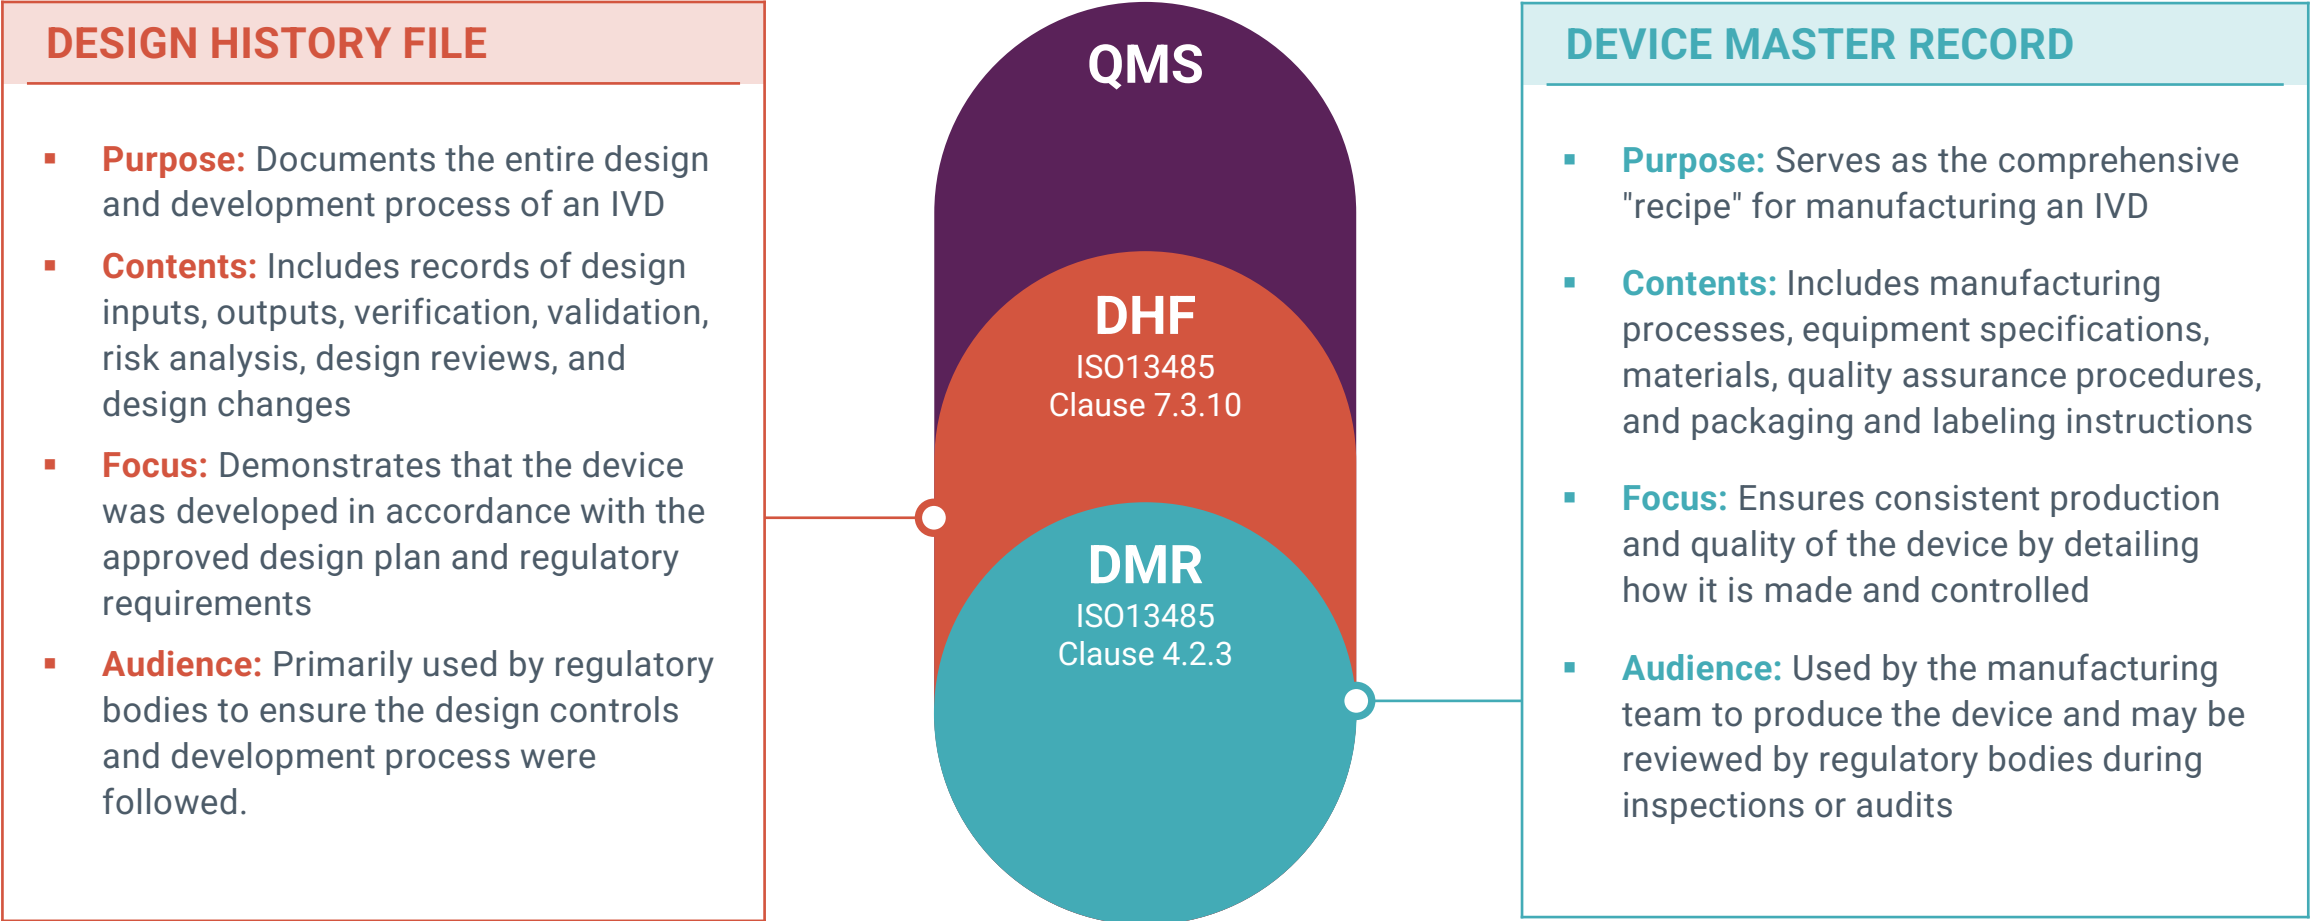 DESIGN HISTORY FILE
Purpose: Documents the entire design
and development process of an IVD
Contents: Includes records of design
inputs, outputs, verification, validation,
risk analysis, design reviews, and
design changes
Focus: Demonstrates that the device
was developed in accordance with the
approved design plan and regulatory
requirements
Audience: Primarily used by regulatory
bodies to ensure the design controls
and development process were
followed.
QMS
DHF
ISO13485
Clause 7.3.10
DMR
ISO13485
Clause 4.2.3
DEVICE MASTER RECORD
Purpose: Serves as the comprehensive
"recipe" for manufacturing an IVD
Contents: Includes manufacturing
processes, equipment specifications,
materials, quality assurance procedures,
and packaging and labeling instructions
Focus: Ensures consistent production
and quality of the device by detailing
how it is made and controlled
Audience: Used by the manufacturing
team to produce the device and may be
reviewed by regulatory bodies during
inspections or audits